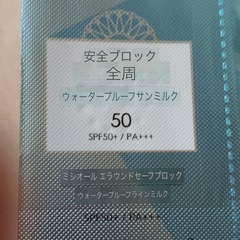 安全ブロック
全周
ウォータープルーフサンミルク
50
SPF50+ / PA+++
ミシオール エラウンドセーフブロック
ウォータープルーフラインミルク
SPF50+ / PA+++